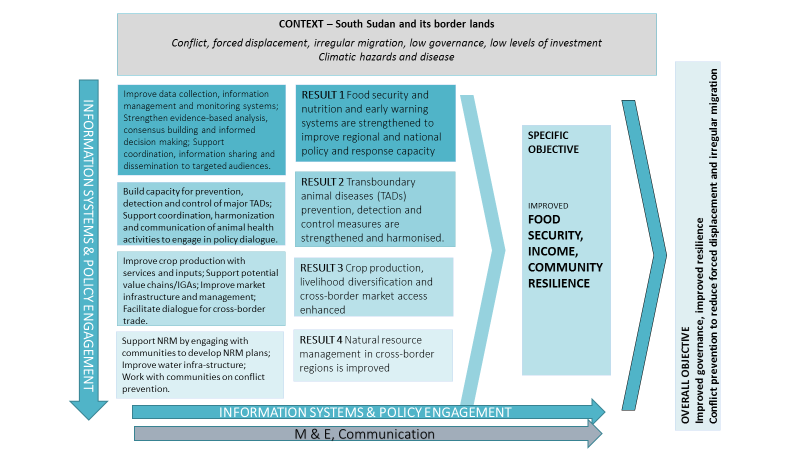 CONTEXT – South Sudan and its border lands
Conflict, forced displacement, irregular migration, low governance, low levels of investment
Climatic hazards and disease
INFORMATION SYSTEMS & POLICY ENGAGEMENT
Improve data collection, information
management and monitoring systems;
Strengthen evidence-based analysis,
consensus building and informed
decision making; Support
coordination, information sharing and
dissemination to targeted audiences.
RESULT 1 Food security and
nutrition and early warning
systems are strengthened to
improve regional and national
policy and response capacity
Build capacity for prevention,
detection and control of major TADs;
Support coordination, harmonization
and communication of animal health
activities to engage in policy dialogue.
RESULT 2 Transboundary
animal diseases (TADs)
prevention, detection and
control measures are
strengthened and harmonised.
Improve crop production with
services and inputs; Support potential
value chains/IGAs; Improve market
infrastructure and management;
Facilitate dialogue for cross-border
trade.
RESULT 3 Crop production,
livelihood diversification and
cross-border market access
enhanced
Support NRM by engaging with
communities to develop NRM plans;
Improve water infra-structure;
Work with communities on conflict
prevention.
RESULT 4 Natural resource
management in cross-border
regions is improved
SPECIFIC
OBJECTIVE
IMPROVED
FOOD
SECURITY,
INCOME,
COMMUNITY
RESILIENCE
OVERALL OBJECTIVE
Improved governance, improved resilience
Conflict prevention to reduce forced displacement and irregular migration
INFORMATION SYSTEMS & POLICY ENGAGEMENT
M & E, Communication